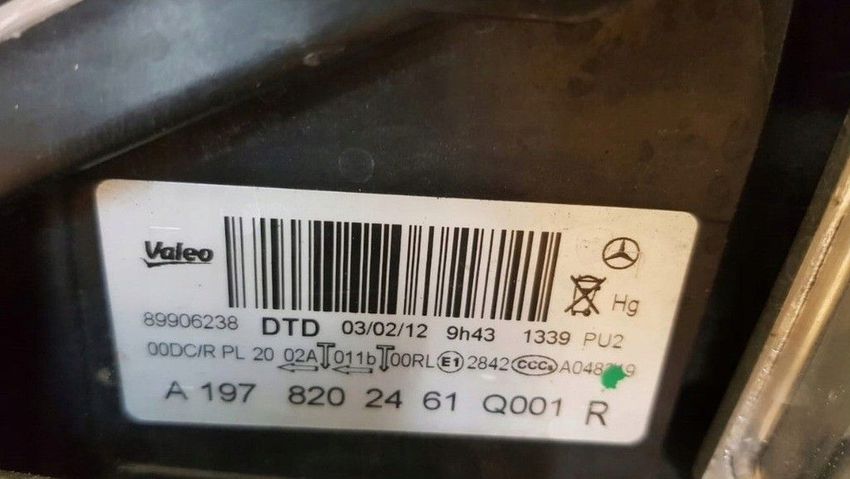 Valeo
Hg
89906238 DTD 03/02/12 9h43 1339 PU2
00DC/R PL 20 02A 011b 00RL E1 2842 CCC
A 197 820 24 61 Q001 R